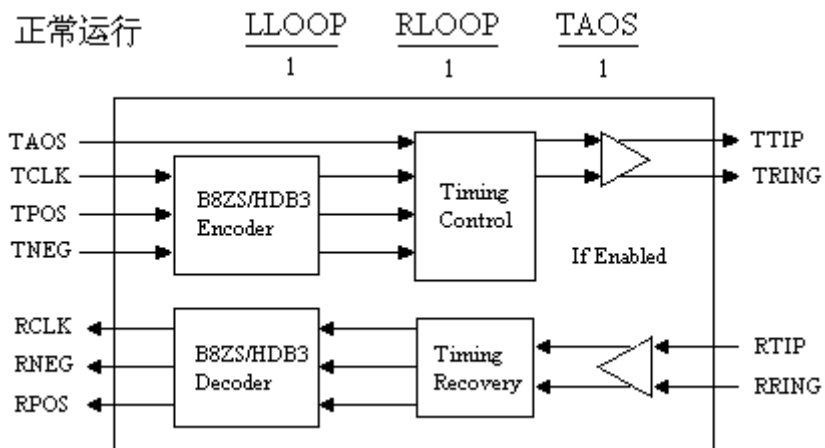 正常运行 LLOOP RLOOP TAOS
1 1 1
TAOS
TCLK
TPOS
TNEG
B8ZS/HDB3
Encoder
Timing
Control
TTIP
TRING
If Enabled
RCLK
RNEG
RPOS
B8ZS/HDB3
Decoder
Timing
Recovery
RTIP
RRING